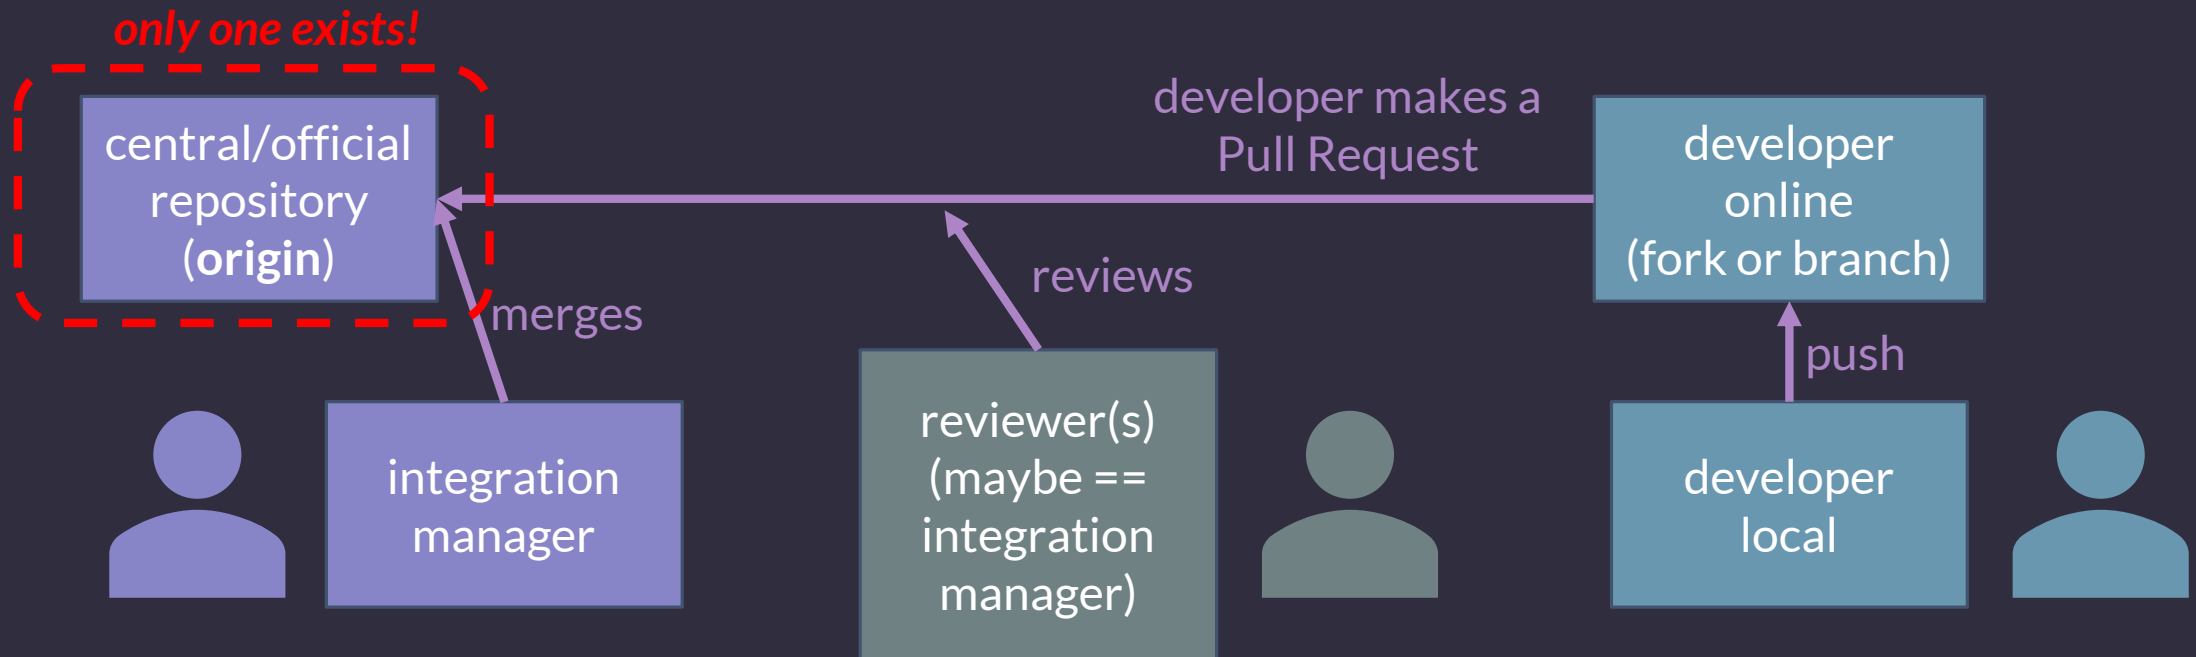 only one exists!
central/official
repository
(origin)
developer makes a
Pull Request
developer
online
(fork or branch)
reviews
merges
push
integration
manager
reviewer(s)
(maybe ==
integration
manager)
developer
local